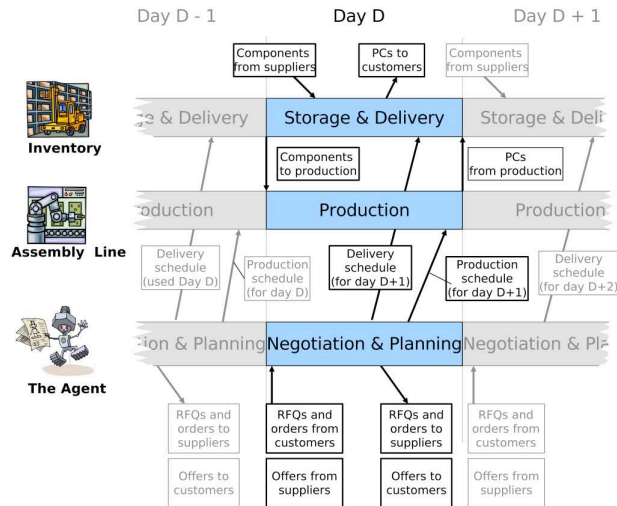 Day D - 1
Day D
Day D + 1
Components
from suppliers
PCs to
customers
Components
from suppliers
Inventory
ge & Delivery
Storage & Delivery
Storage & Deli
Components
to production
PCs
from production
Assembly Line
oduction
Production
Production
Delivery
schedule
(used Day D)
Production
schedule
(for day D)
Delivery
schedule
(for day D+1)
Production
schedule
(for day D+1)
Delivery
schedule
(for day D+2)
The Agent
ion & Planning
Negotiation & Planning
Negotiation & Pla
RFQs and
orders to
suppliers
RFQs and
orders from
customers
RFQs and
orders to
suppliers
RFQs and
orders from
customers
Offers to
customers
Offers from
suppliers
Offers to
customers
Offers from
suppliers